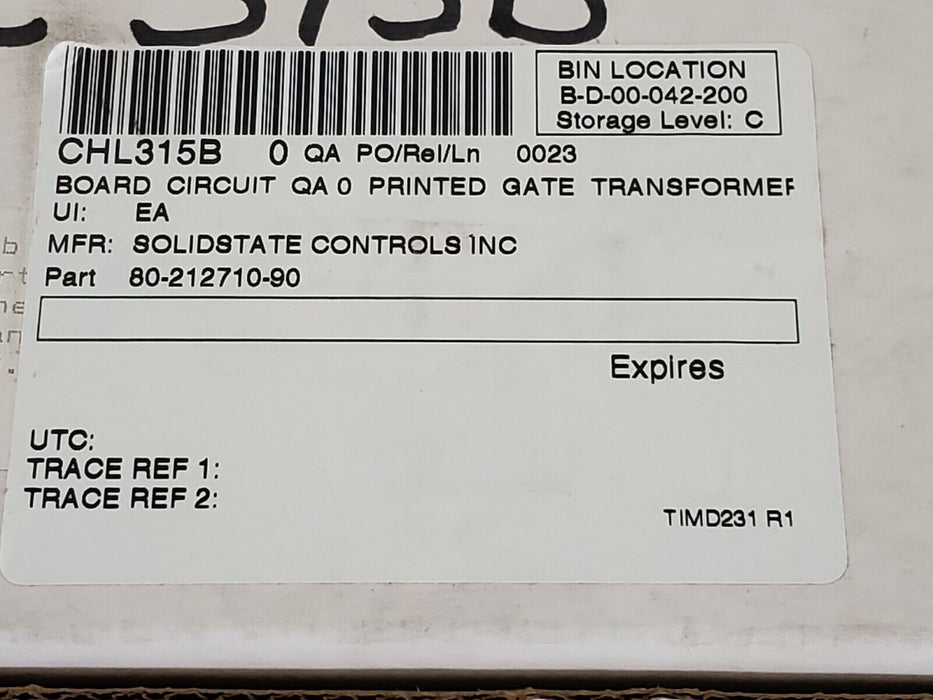 315B
BIN LOCATION
B-D-00-042-200
Storage Level: C
CHL315B 0 QA PO/Rel/Ln 0023
BOARD CIRCUIT QA 0 PRINTED GATE TRANSFORMER
UI: EA
MFR: SOLIDSTATE CONTROLS INC
Part 80-212710-90
Expires
UTC:
TRACE REF 1:
TRACE REF 2:
TIMD231 R1